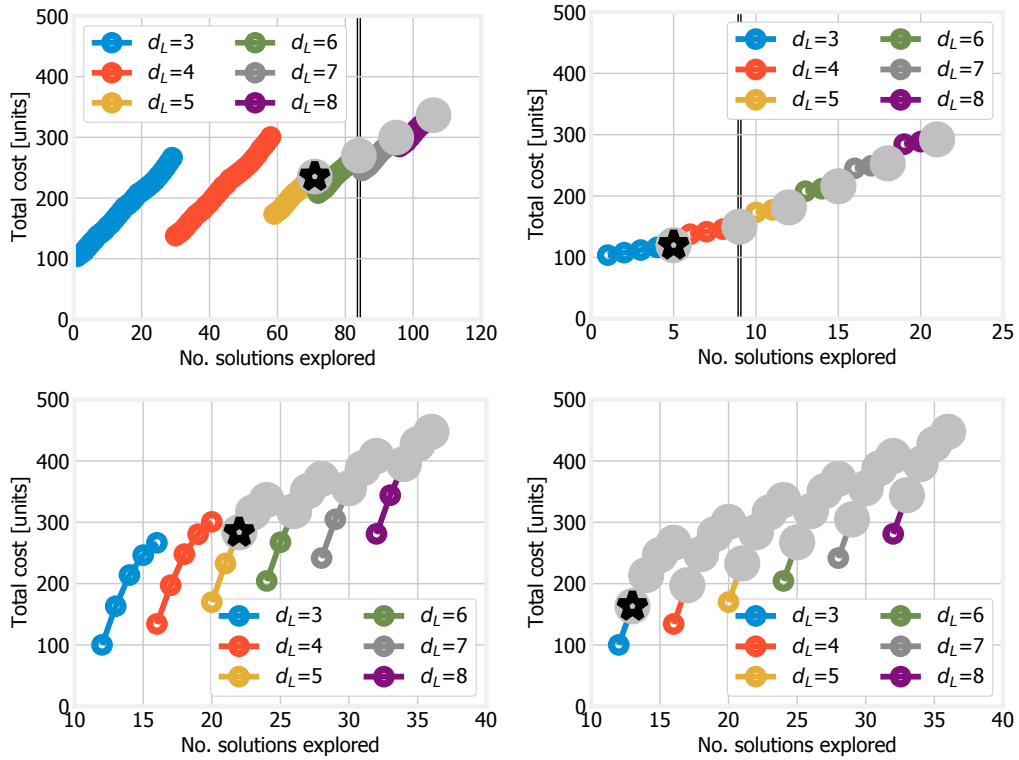 500
400
300
200
100
0
Total cost [units]
d_L=3 d_L=6
d_L=4 d_L=7
d_L=5 d_L=8
0 20 40 60 80 100 120
No. solutions explored
500
400
300
200
100
0
Total cost [units]
d_L=3 d_L=6
d_L=4 d_L=7
d_L=5 d_L=8
0 5 10 15 20 25
No. solutions explored
500
400
300
200
100
0
Total cost [units]
d_L=3 d_L=6
d_L=4 d_L=7
d_L=5 d_L=8
10 15 20 25 30 35 40
No. solutions explored
500
400
300
200
100
0
Total cost [units]
d_L=3 d_L=6
d_L=4 d_L=7
d_L=5 d_L=8
10 15 20 25 30 35 40
No. solutions explored